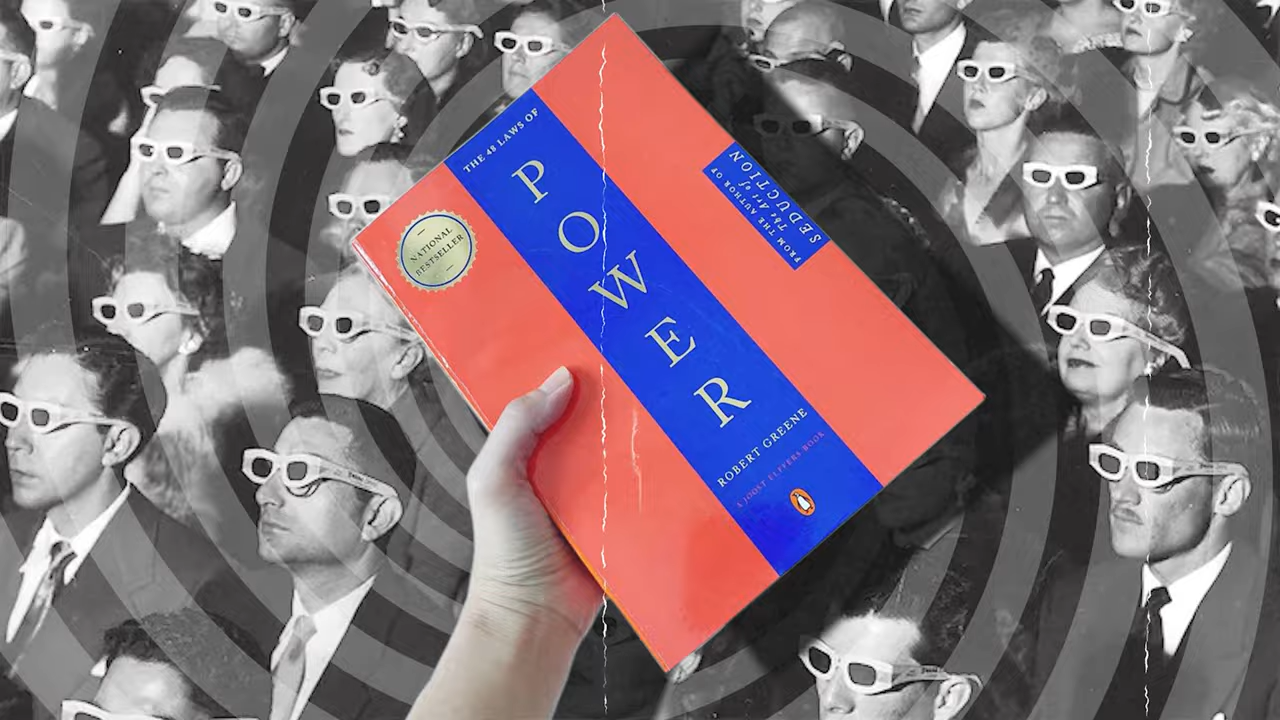 THE 48 LAWS OF
POWER
ROBERT GREENE
A JOOST ELFFERS BOOK
NATIONAL
BESTSELLER
FROM THE AUTHOR OF
The Art of
SEDUCTION